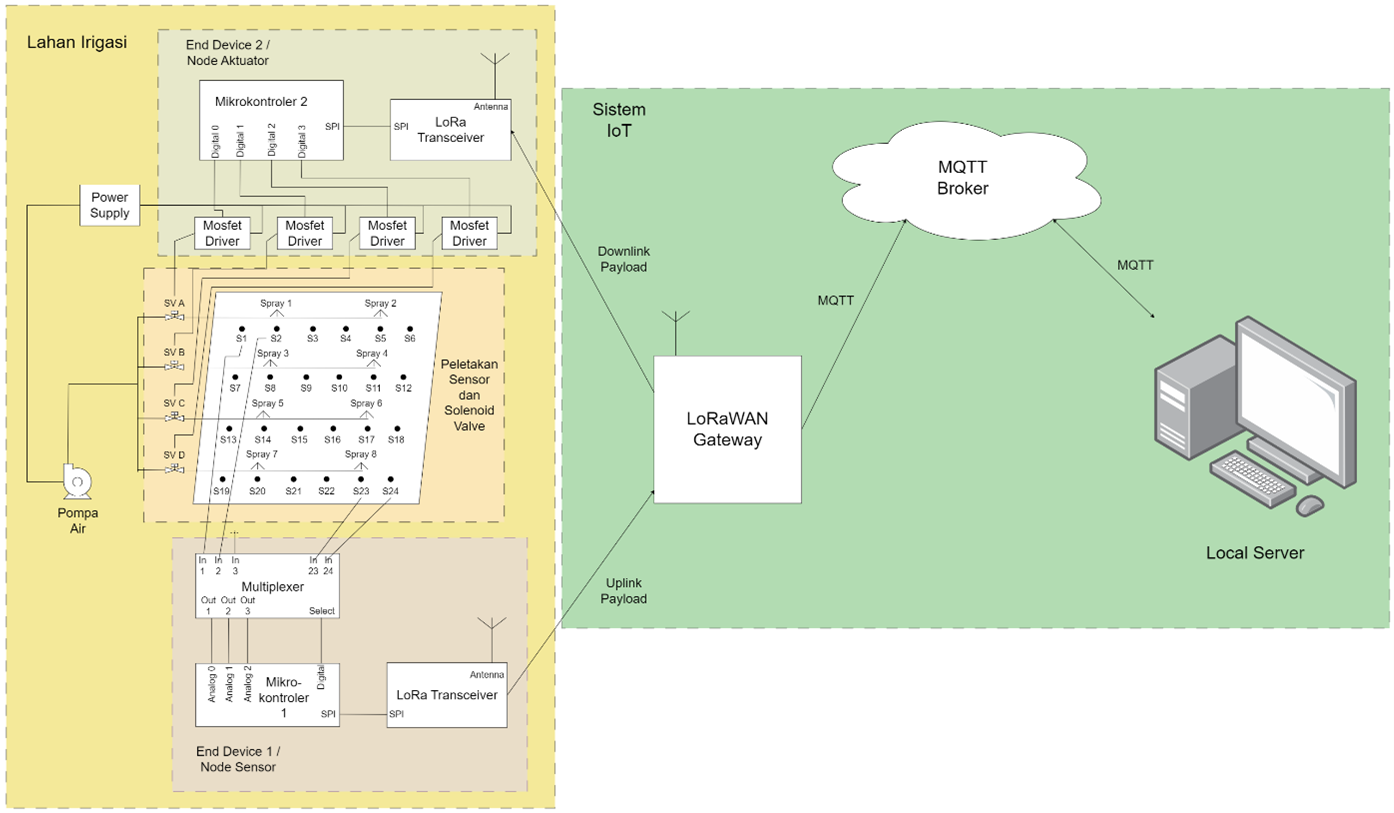 Lahan Irigasi
End Device 2 /
Node Aktuator
Mikrokontroler 2
Digital 0
Digital 1
Digital 2
Digital 3
SPI
SPI
Antenna
LoRa
Transceiver
Power
Supply
Mosfet
Driver
Mosfet
Driver
Mosfet
Driver
Mosfet
Driver
SV A
SV B
SV C
SV D
Spray 1
Spray 2
S1
S2
S3
S4
S5
S6
Spray 3
Spray 4
S7
S8
S9
S10
S11
S12
Spray 5
Spray 6
S13
S14
S15
S16
S17
S18
Spray 7
Spray 8
S19
S20
S21
S22
S23
S24
Peletakan
Sensor
dan
Solenoid
Valve
Pompa
Air
...
In
1
In
2
In
3
In
23
In
24
Multiplexer
Out
1
Out
2
Out
3
Select
Analog 0
Analog 1
Analog 2
Mikro-
kontroler
1
Digital
SPI
SPI
Antenna
LoRa Transceiver
End Device 1 /
Node Sensor
Sistem
IoT
Downlink
Payload
Uplink
Payload
LoRaWAN
Gateway
MQTT
MQTT
Broker
MQTT
Local Server